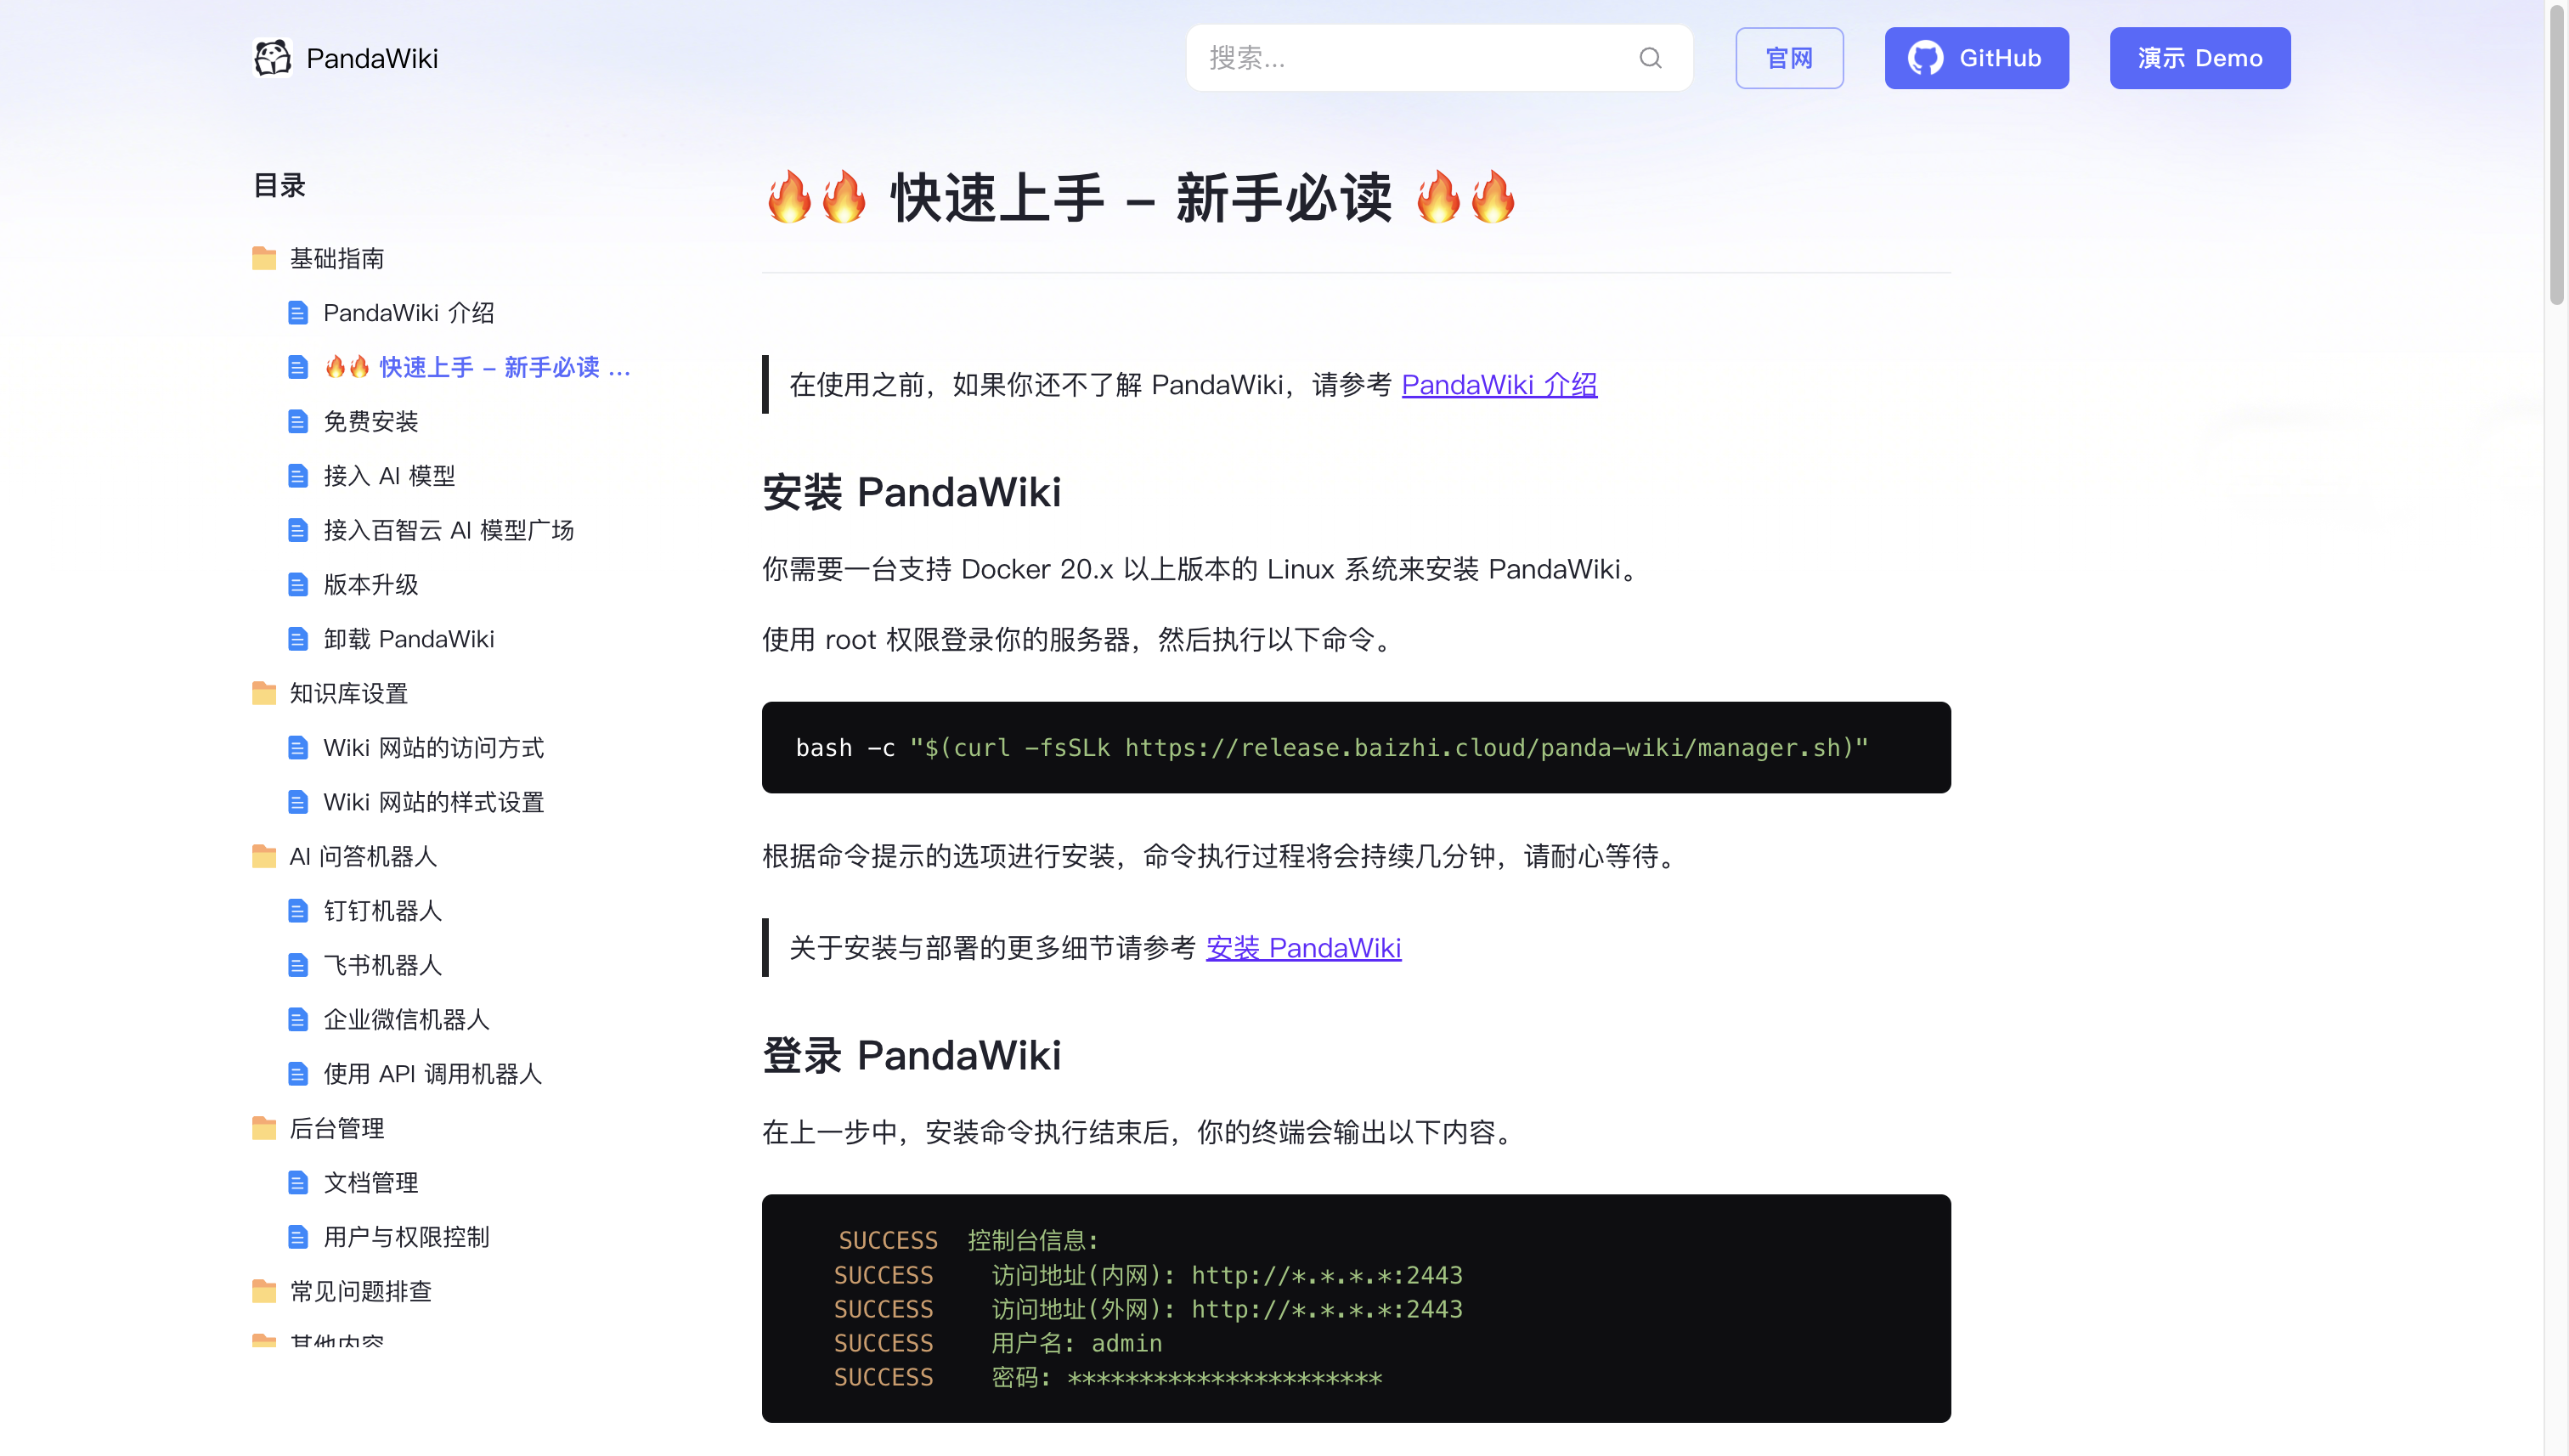 PandaWiki
搜索...
官网
GitHub
演示 Demo
目录
基础指南
PandaWiki 介绍
🔥🔥 快速上手 – 新手必读 ...
免费安装
接入 AI 模型
接入百智云 AI 模型广场
版本升级
卸载 PandaWiki
知识库设置
Wiki 网站的访问方式
Wiki 网站的样式设置
AI 问答机器人
钉钉机器人
飞书机器人
企业微信机器人
使用 API 调用机器人
后台管理
文档管理
用户与权限控制
常见问题排查
其他内容
🔥🔥 快速上手 – 新手必读 🔥🔥
在使用之前，如果你还不了解 PandaWiki，请参考 PandaWiki 介绍
安装 PandaWiki
你需要一台支持 Docker 20.x 以上版本的 Linux 系统来安装 PandaWiki。
使用 root 权限登录你的服务器，然后执行以下命令。
bash -c "$(curl -fsSLk https://release.baizhi.cloud/panda-wiki/manager.sh)"
根据命令提示的选项进行安装，命令执行过程将会持续几分钟，请耐心等待。
关于安装与部署的更多细节请参考 安装 PandaWiki
登录 PandaWiki
在上一步中，安装命令执行结束后，你的终端会输出以下内容。
SUCCESS 控制台信息:
SUCCESS 访问地址(内网): http://*.*.*.*:2443
SUCCESS 访问地址(外网): http://*.*.*.*:2443
SUCCESS 用户名: admin
SUCCESS 密码: **********************